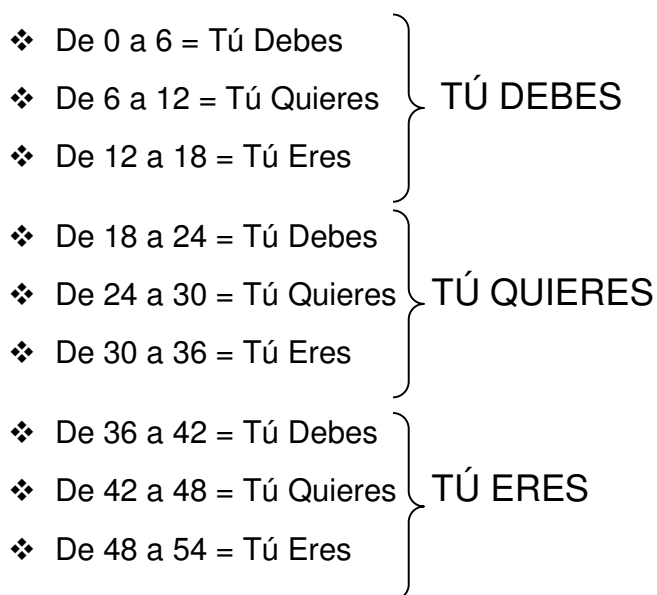 ❖ De 0 a 6 = Tú Debes
❖ De 6 a 12 = Tú Quieres
❖ De 12 a 18 = Tú Eres
TÚ DEBES
❖ De 18 a 24 = Tú Debes
❖ De 24 a 30 = Tú Quieres
❖ De 30 a 36 = Tú Eres
TÚ QUIERES
❖ De 36 a 42 = Tú Debes
❖ De 42 a 48 = Tú Quieres
❖ De 48 a 54 = Tú Eres
TÚ ERES